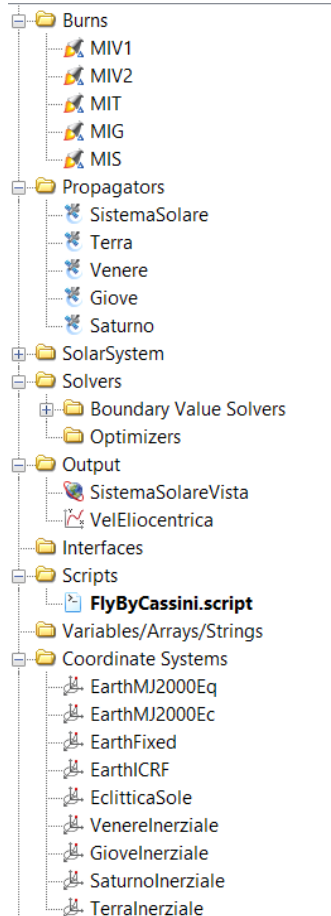 Burns
MIV1
MIV2
MIT
MIG
MIS
Propagators
SistemaSolare
Terra
Venere
Giove
Saturno
SolarSystem
Solvers
Boundary Value Solvers
Optimizers
Output
SistemaSolareVista
VelEliocentrica
Interfaces
Scripts
FlyByCassini.script
Variables/Arrays/Strings
Coordinate Systems
EarthMJ2000Eq
EarthMJ2000Ec
EarthFixed
EarthICRF
EclitticaSole
VenereInerziale
GioveInerziale
SaturnoInerziale
TerraInerziale